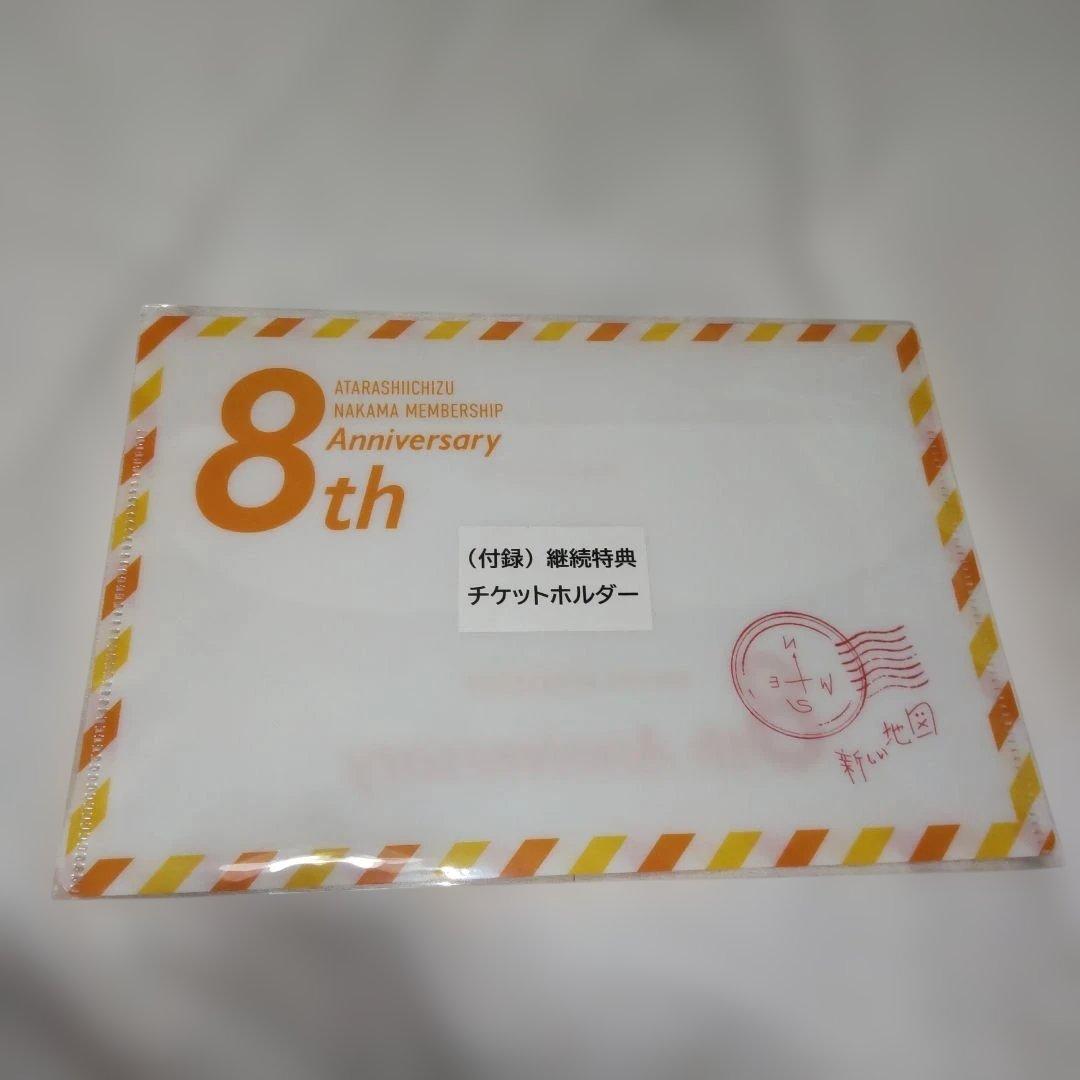 8th
ATARASHIICHIZU
NAKAMA MEMBERSHIP
Anniversary
（付録）継続特典
チケットホルダー
N
E W
S
新しい地図